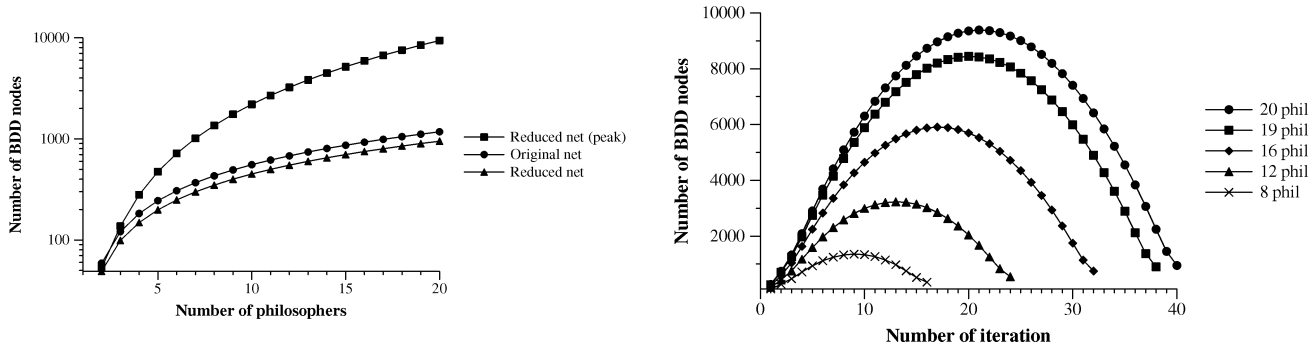 10000
1000
100
Number of BDD nodes
5
10
15
20
Number of philosophers
Reduced net (peak)
Original net
Reduced net
10000
8000
6000
4000
2000
Number of BDD nodes
0
10
20
30
40
Number of iteration
20 phil
19 phil
16 phil
12 phil
8 phil